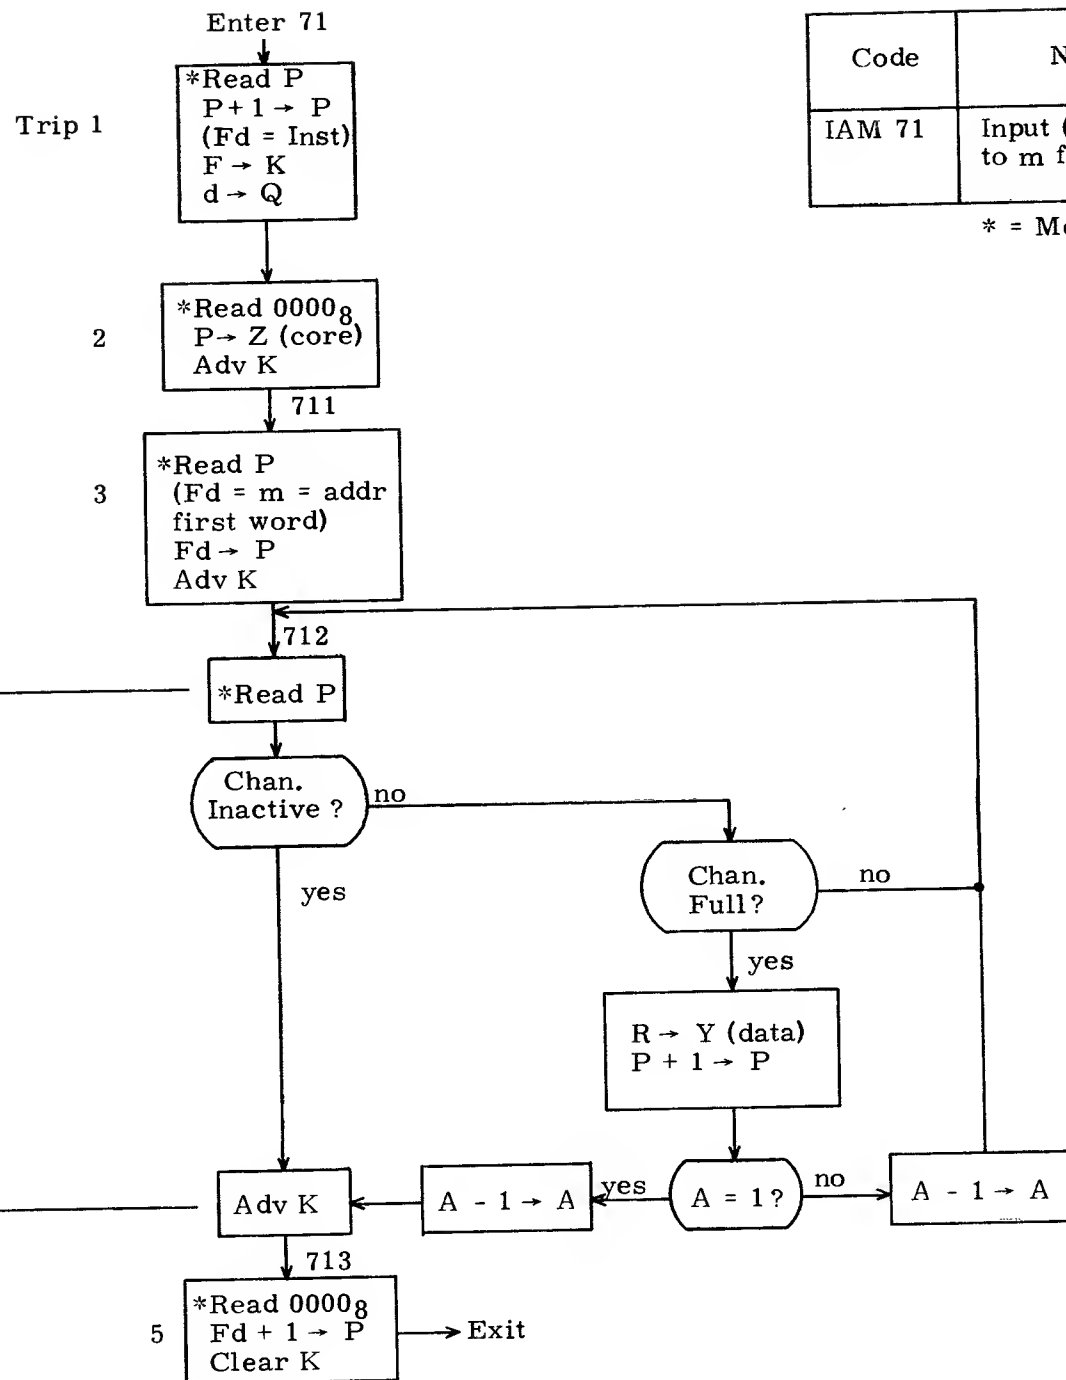 Enter 71
Trip 1
*Read P
P + 1 → P
(Fd = Inst)
F → K
d → Q
Code
IAM 71
Input (
to m f
2
*Read 0000₈
P → Z (core)
Adv K
711
3
*Read P
(Fd = m = addr
first word)
Fd → P
Adv K
712
*Read P
Chan.
Inactive ?
no
yes
Chan.
Full?
no
yes
R → Y (data)
P + 1 → P
A = 1 ?
yes
no
A - 1 → A
A - 1 → A
Adv K
713
5
*Read 0000₈
Fd + 1 → P
Clear K
Exit